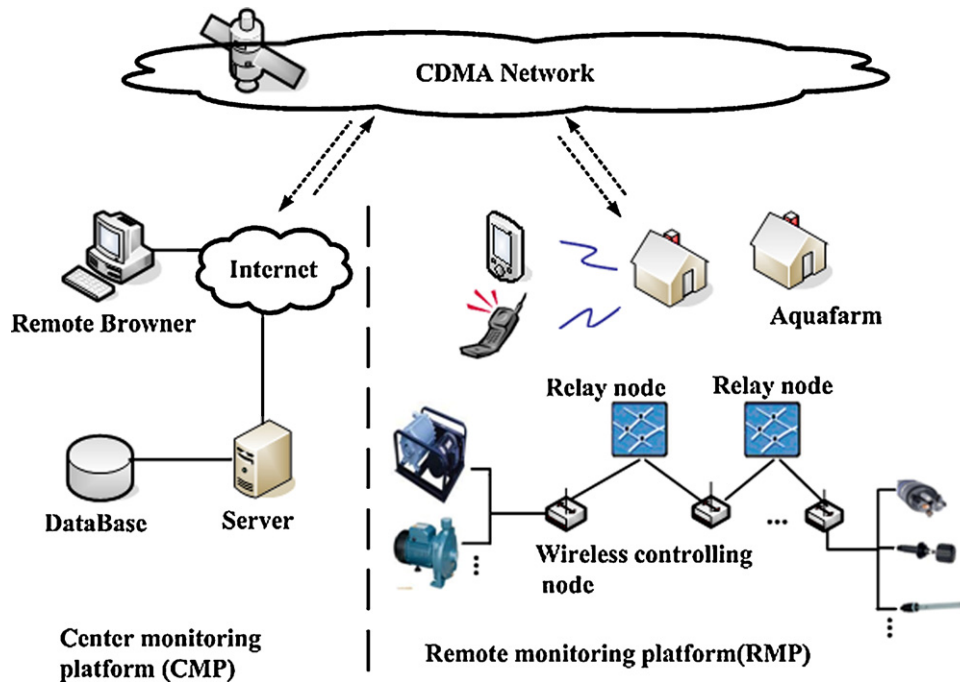 CDMA Network
Internet
Remote Browner
Aquafarm
Relay node
Relay node
DataBase
Server
Wireless controlling
node
Center monitoring
platform (CMP)
Remote monitoring platform(RMP)